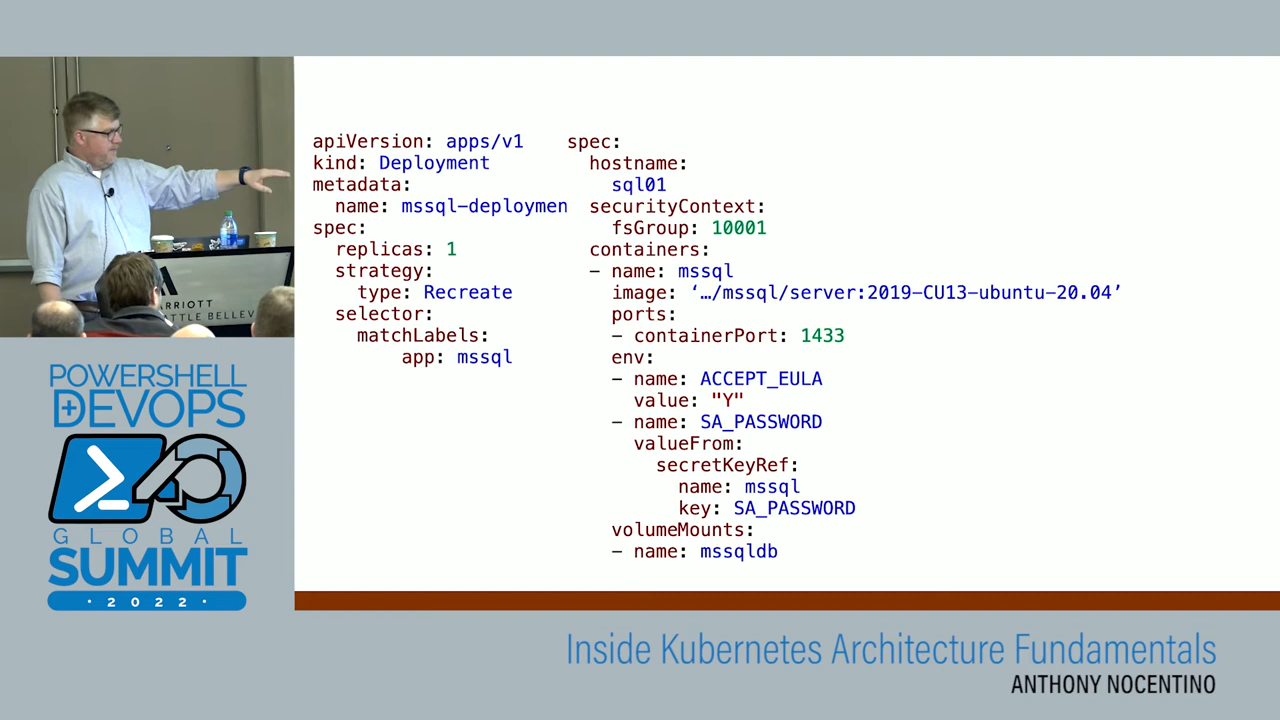 apiVersion: apps/v1
kind: Deployment
metadata:
  name: mssql-deploymen
spec:
  replicas: 1
  strategy:
    type: Recreate
  selector:
    matchLabels:
        app: mssql
spec:
  hostname:
    sql01
  securityContext:
    fsGroup: 10001
  containers:
  - name: mssql
    image: ‘…/mssql/server:2019-CU13-ubuntu-20.04’
    ports:
    - containerPort: 1433
    env:
    - name: ACCEPT_EULA
      value: "Y"
    - name: SA_PASSWORD
      valueFrom:
        secretKeyRef:
          name: mssql
          key: SA_PASSWORD
    volumeMounts:
    - name: mssqldb
ARRIOTT
TTLE BELLEV
POWERSHELL
+DEVOPS
GLOBAL
SUMMIT
· 2022 ·
Inside Kubernetes Architecture Fundamentals
ANTHONY NOCENTINO